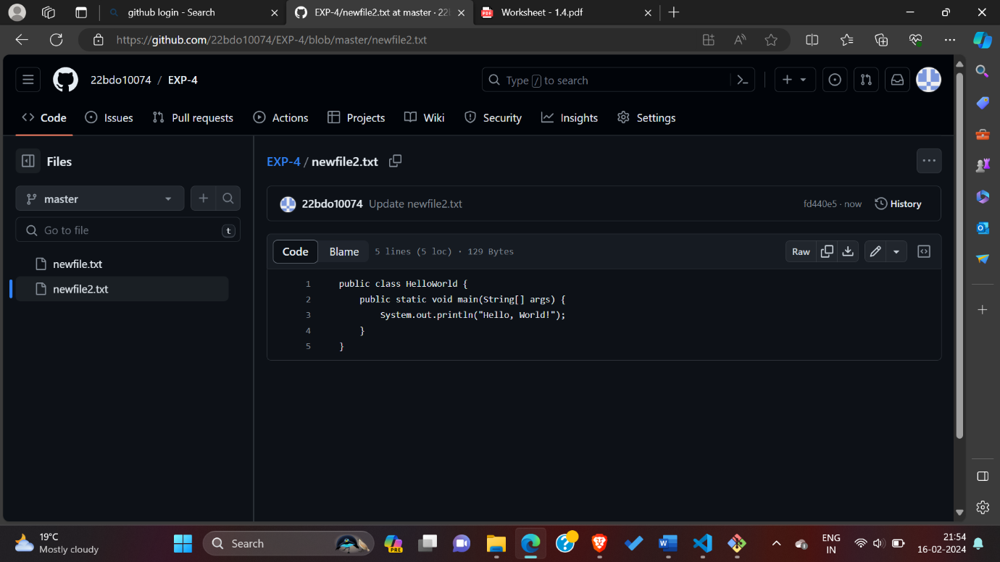 github login - Search
EXP-4/newfile2.txt at master · 22
Worksheet - 1.4.pdf
https://github.com/22bdo10074/EXP-4/blob/master/newfile2.txt
22bdo10074 / EXP-4
Type / to search
Code
Issues
Pull requests
Actions
Projects
Wiki
Security
Insights
Settings
Files
EXP-4 / newfile2.txt
master
22bdo10074 Update newfile2.txt
fd440e5 · now
History
Go to file
t
Code
Blame
5 lines (5 loc) · 129 Bytes
Raw
newfile.txt
newfile2.txt
1 public class HelloWorld {
2 public static void main(String[] args) {
3 System.out.println("Hello, World!");
4 }
5 }
19°C
Mostly cloudy
Search
PRE
ENG
IN
21:54
16-02-2024